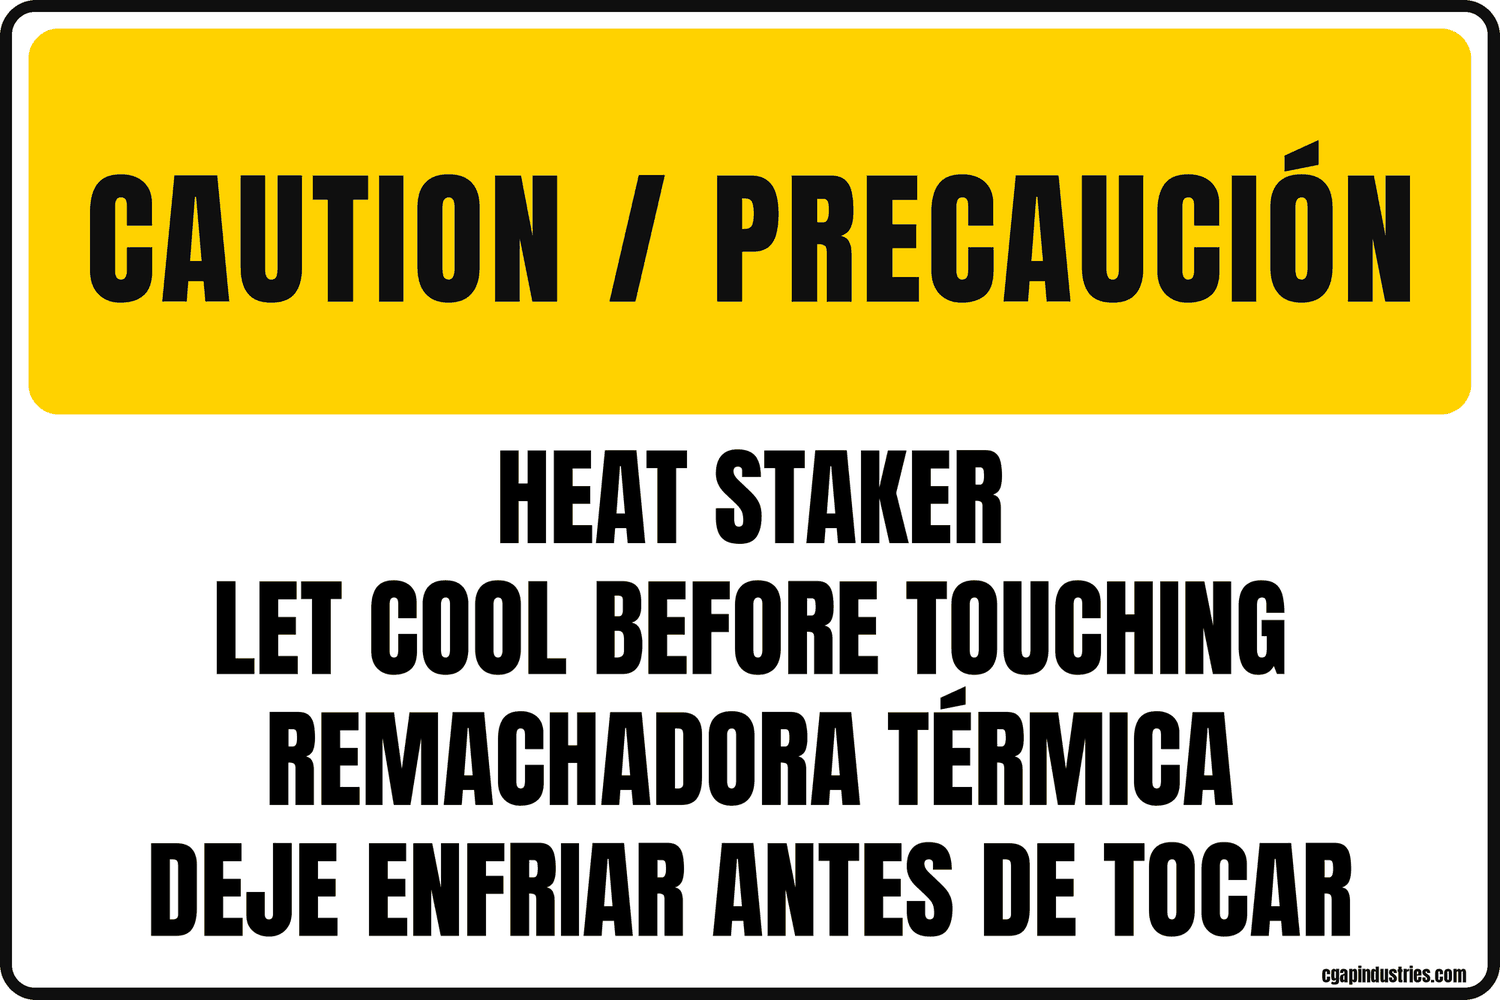 CAUTION / PRECAUCIÓN
HEAT STAKER
LET COOL BEFORE TOUCHING
REMACHADORA TÉRMICA
DEJE ENFRIAR ANTES DE TOCAR
cgapindustries.com